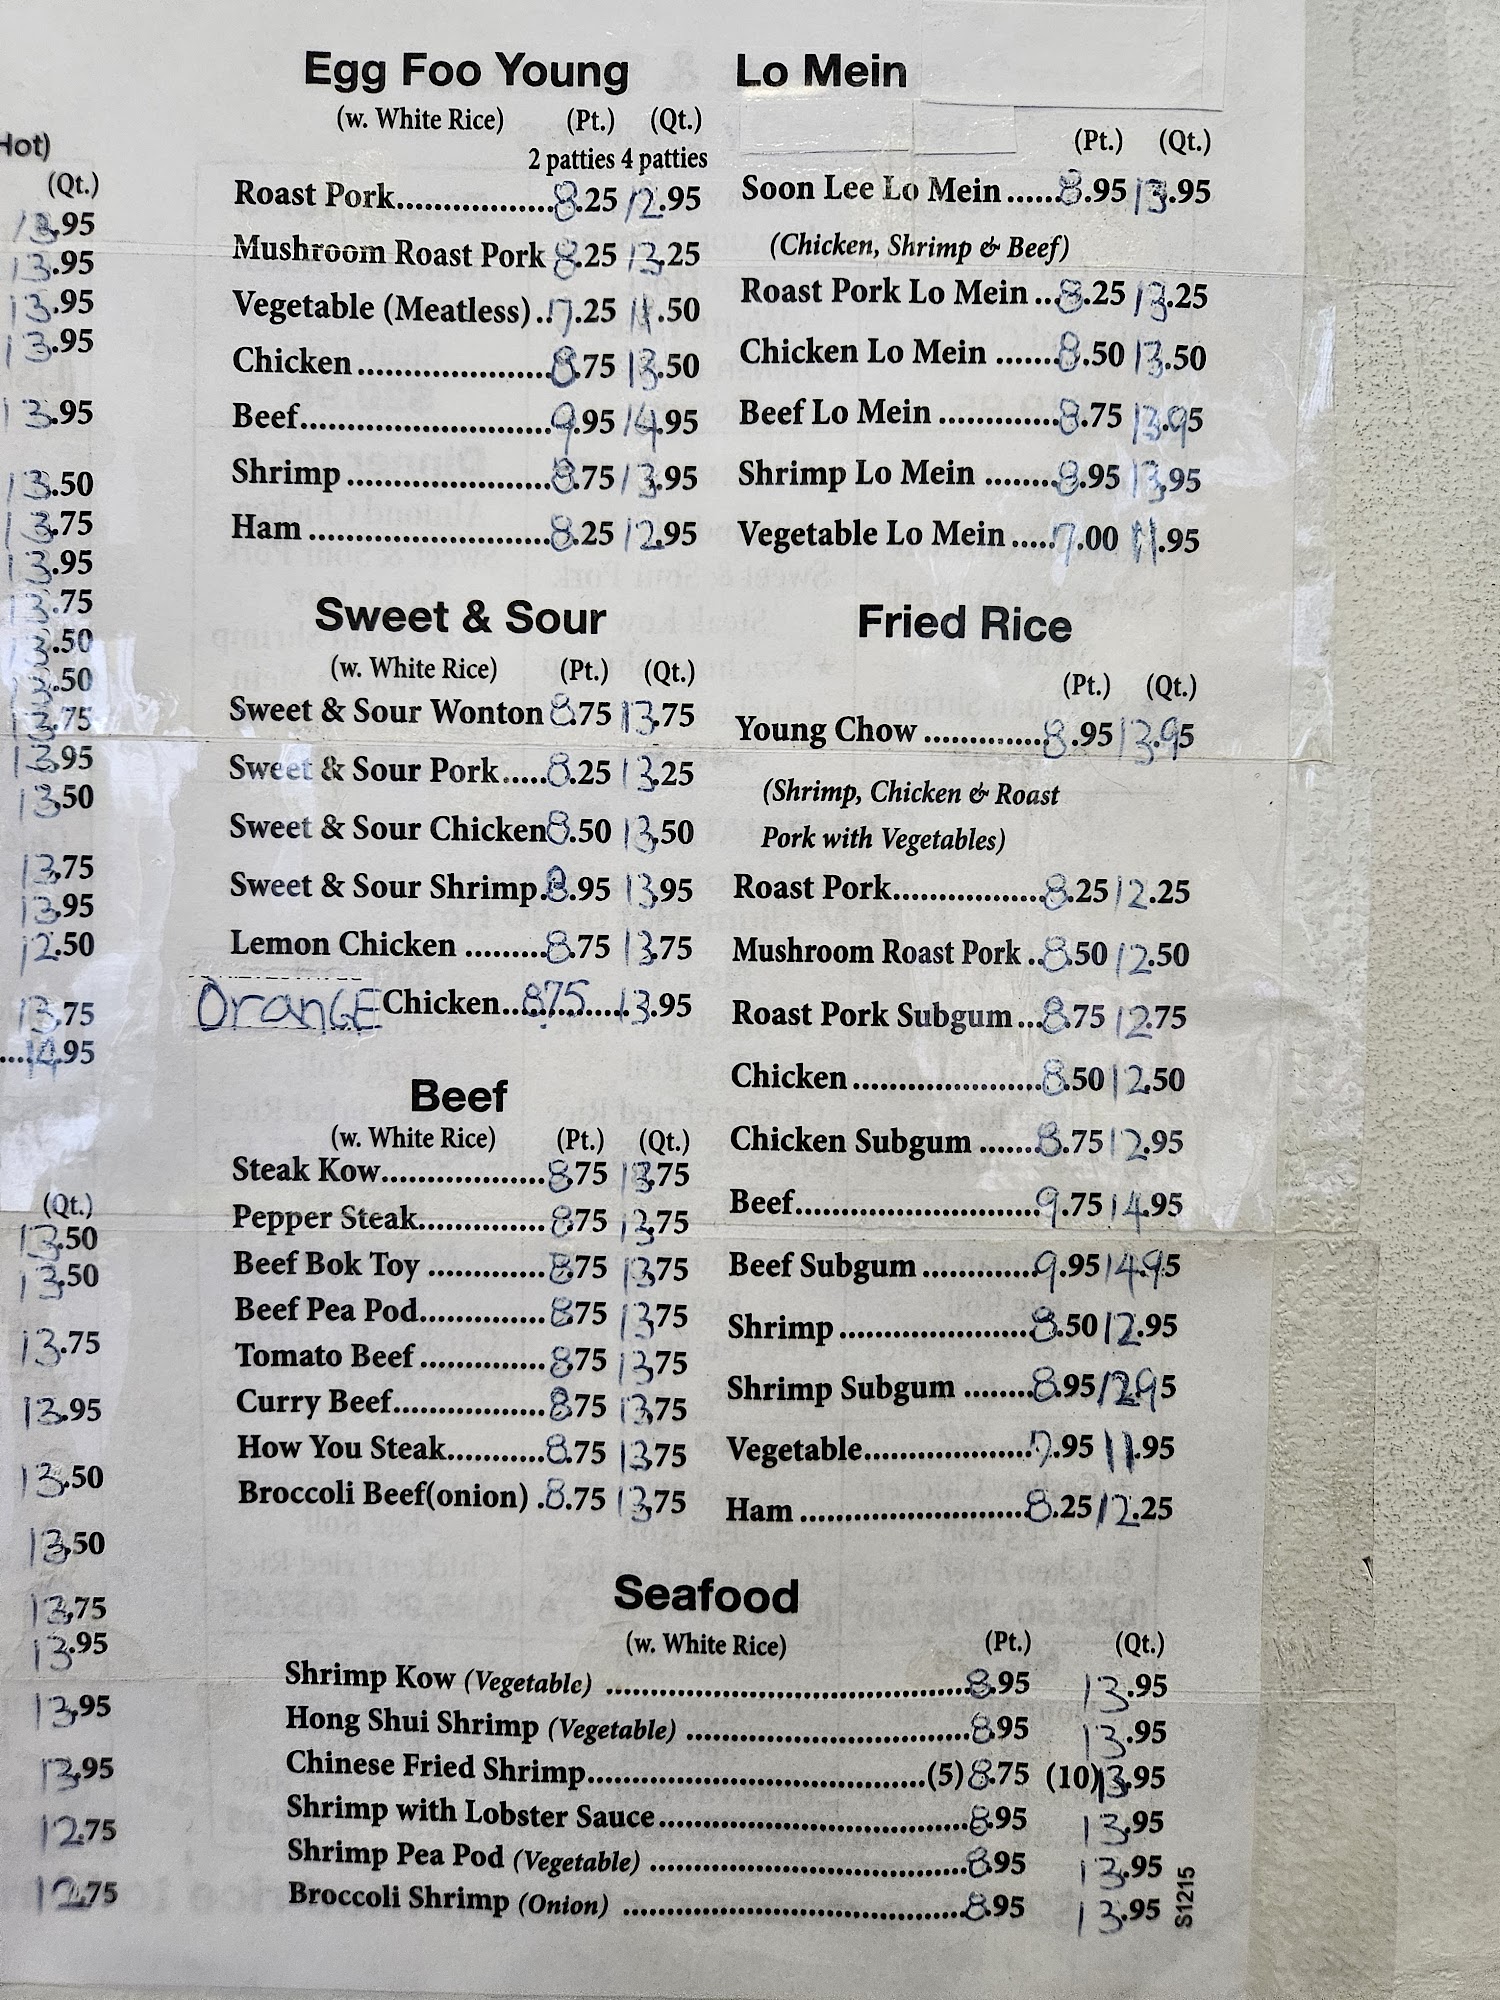 Hot)
(Qt.)
13.95
13.95
13.95
13.95
13.95
13.50
13.75
13.95
13.75
13.50
13.50
13.75
13.95
13.50
13.75
13.95
12.50
13.75
...14.95
(Qt.)
13.50
13.50
13.75
13.95
13.50
13.50
13.75
13.95
13.95
13.95
12.75
12.75
Egg Foo Young
(w. White Rice) (Pt.) (Qt.)
2 patties 4 patties
Roast Pork..................8.25 12.95
Mushroom Roast Pork 8.25 13.25
Vegetable (Meatless)..7.25 11.50
Chicken.....................8.75 13.50
Beef...........................9.95 14.95
Shrimp......................8.75 13.95
Ham..........................8.25 12.95
Sweet & Sour
(w. White Rice) (Pt.) (Qt.)
Sweet & Sour Wonton 8.75 13.75
Sweet & Sour Pork.....8.25 13.25
Sweet & Sour Chicken 8.50 13.50
Sweet & Sour Shrimp.8.95 13.95
Lemon Chicken.........8.75 13.75
OranGE Chicken...8.75......13.95
Beef
(w. White Rice) (Pt.) (Qt.)
Steak Kow..................8.75 13.75
Pepper Steak..............8.75 13.75
Beef Bok Toy.............8.75 13.75
Beef Pea Pod..............8.75 13.75
Tomato Beef..............8.75 13.75
Curry Beef.................8.75 13.75
How You Steak...........8.75 13.75
Broccoli Beef(onion) .8.75 13.75
Lo Mein
(Pt.) (Qt.)
Soon Lee Lo Mein......8.95 13.95
(Chicken, Shrimp & Beef)
Roast Pork Lo Mein...8.25 13.25
Chicken Lo Mein.......8.50 13.50
Beef Lo Mein.............8.75 13.95
Shrimp Lo Mein........8.95 13.95
Vegetable Lo Mein.....7.00 11.95
Fried Rice
(Pt.) (Qt.)
Young Chow.............8.95 13.95
(Shrimp, Chicken & Roast
Pork with Vegetables)
Roast Pork................8.25 12.25
Mushroom Roast Pork..8.50 12.50
Roast Pork Subgum...8.75 12.75
Chicken....................8.50 12.50
Chicken Subgum.......8.75 12.95
Beef..........................9.75 14.95
Beef Subgum............9.95 14.95
Shrimp.....................8.50 12.95
Shrimp Subgum........8.95 12.95
Vegetable..................7.95 11.95
Ham.........................8.25 12.25
Seafood
(w. White Rice) (Pt.) (Qt.)
Shrimp Kow (Vegetable)........................................8.95 13.95
Hong Shui Shrimp (Vegetable)...............................8.95 13.95
Chinese Fried Shrimp.....................................(5)8.75 (10)13.95
Shrimp with Lobster Sauce..................................8.95 13.95
Shrimp Pea Pod (Vegetable)..................................8.95 13.95
Broccoli Shrimp (Onion)......................................8.95 13.95
S1215